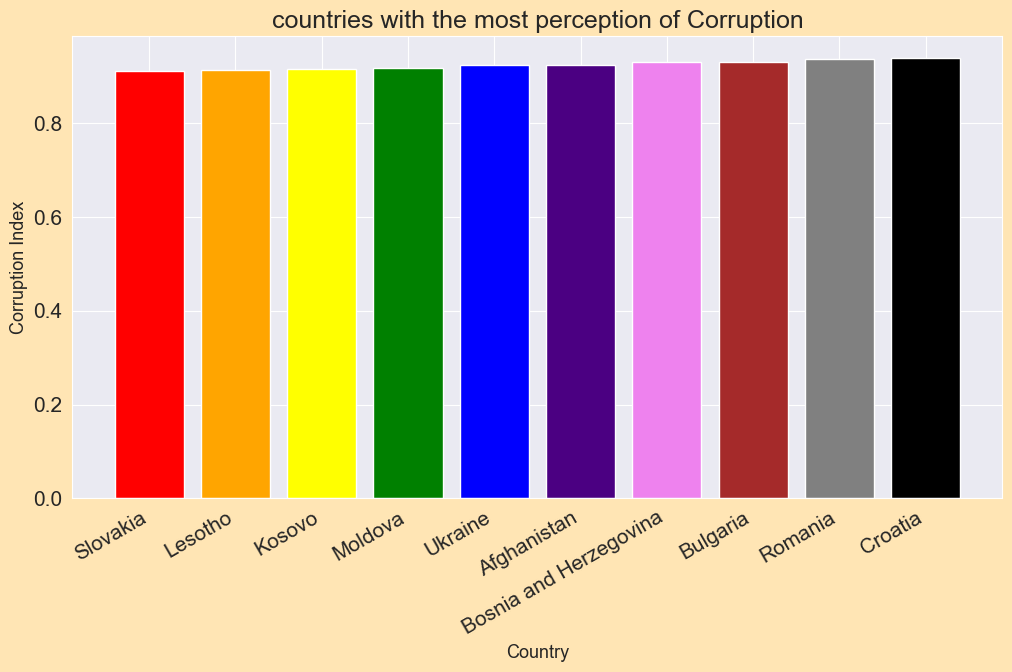 countries with the most perception of Corruption
Corruption Index
0.8
0.6
0.4
0.2
0.0
Slovakia
Lesotho
Kosovo
Moldova
Ukraine
Afghanistan
Bosnia and Herzegovina
Bulgaria
Romania
Croatia
Country